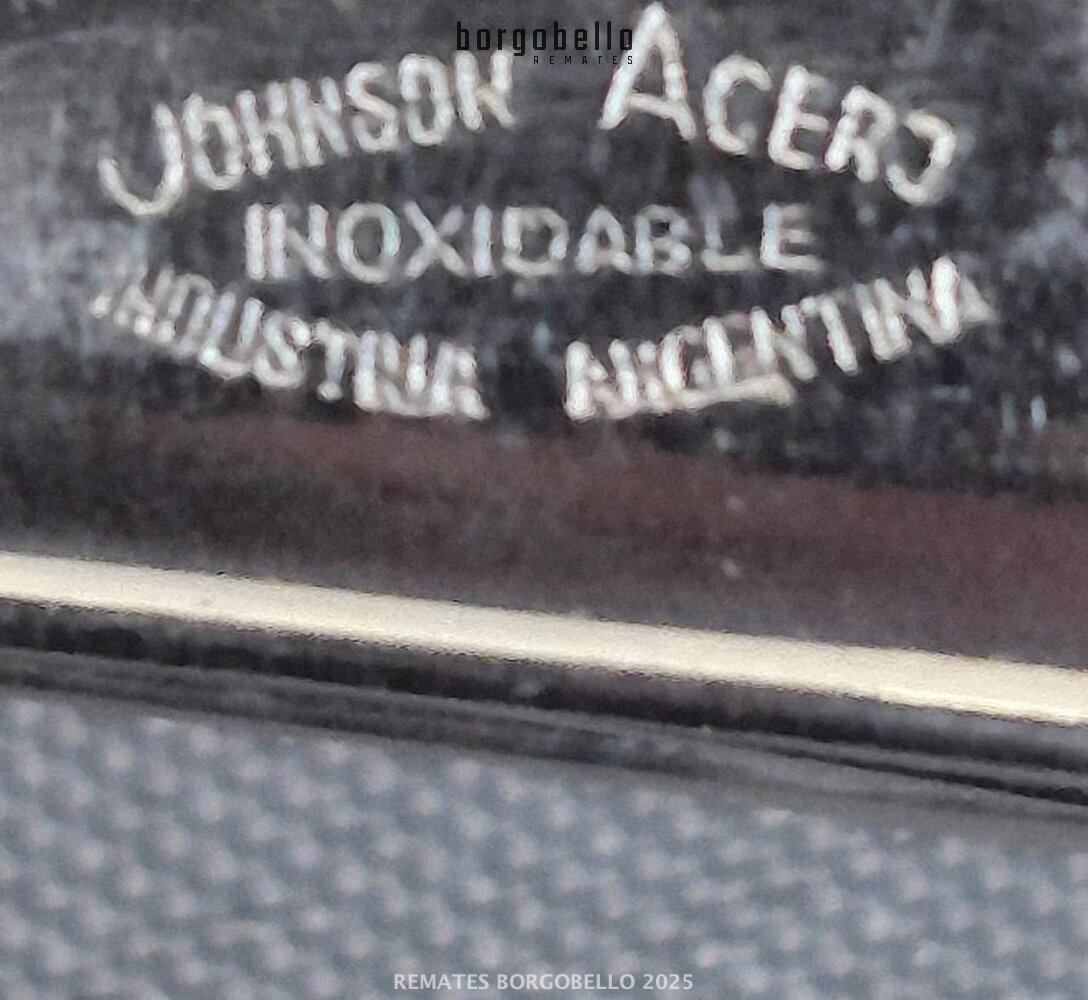 borgobello
REMATES
JOHNSON ACERO
INOXIDABLE
INDUSTRIA ARGENTINA
REMATES BORGOBELLO 2025